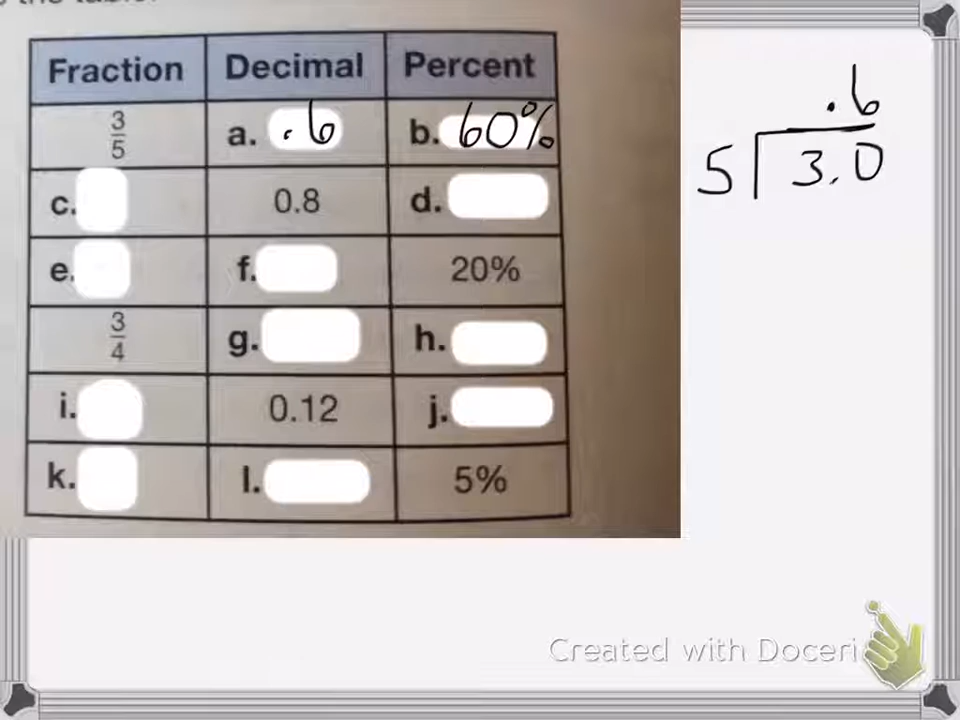 Fraction Decimal Percent
3/5 a. .6 b. 60%
c. 0.8 d.
e. f. 20%
3/4 g. h.
i. 0.12 j.
k. l. 5%
.6
5 3.0
Created with Doceri